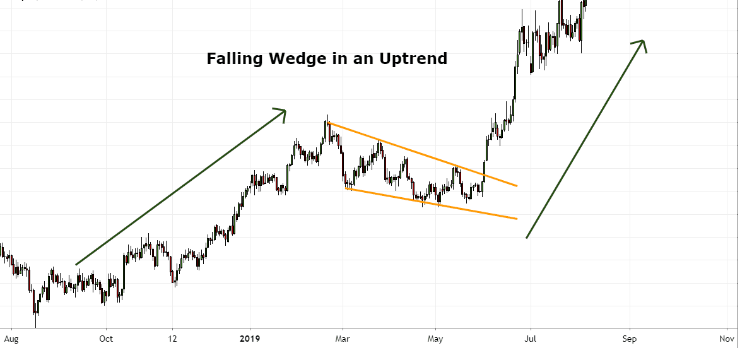 Falling Wedge in an Uptrend
Aug Oct 12 2019 Mar May Jul Sep Nov